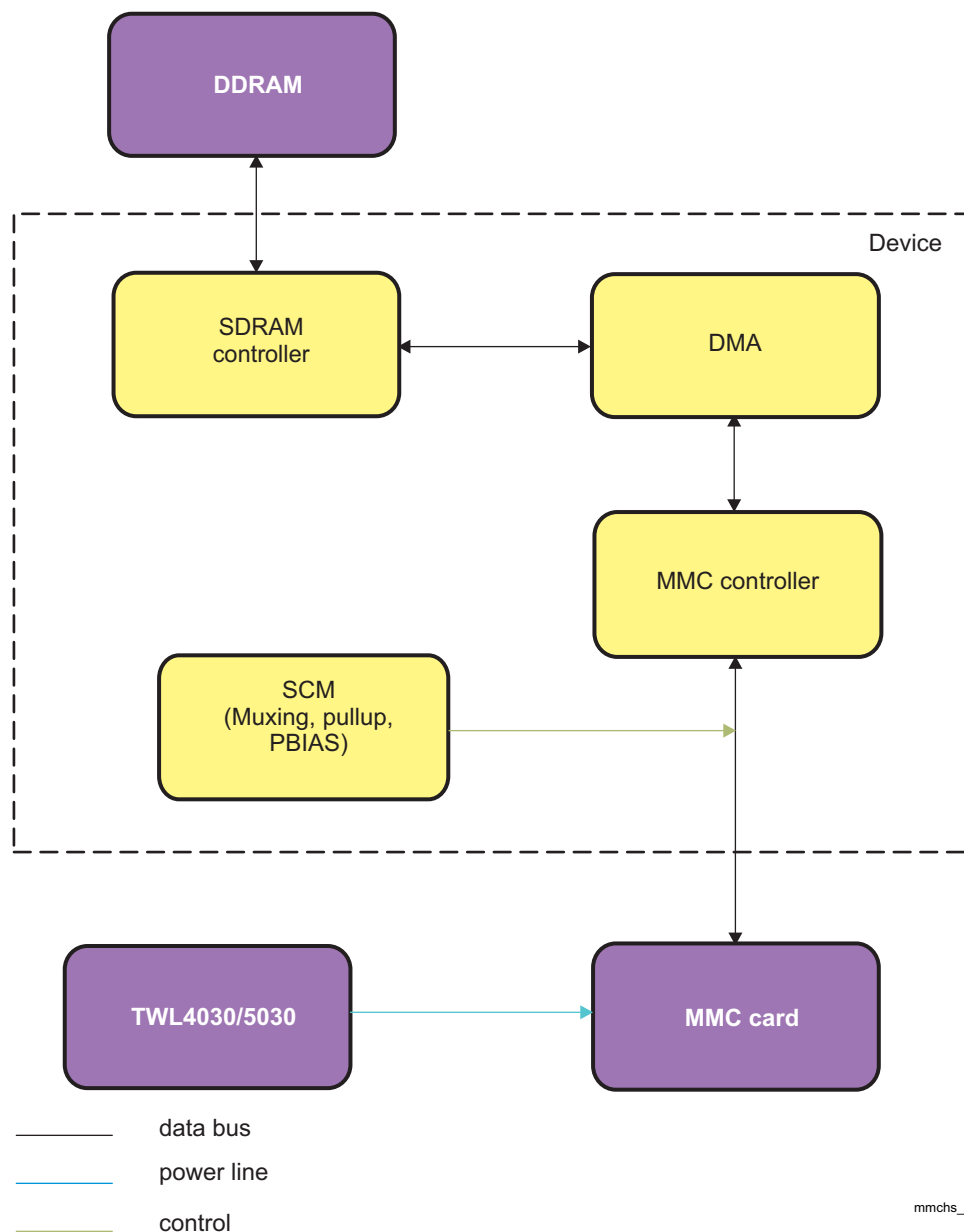 DDRAM
Device
SDRAM
controller
DMA
MMC controller
SCM
(Muxing, pullup,
PBIAS)
TWL4030/5030
MMC card
data bus
power line
control
mmchs_